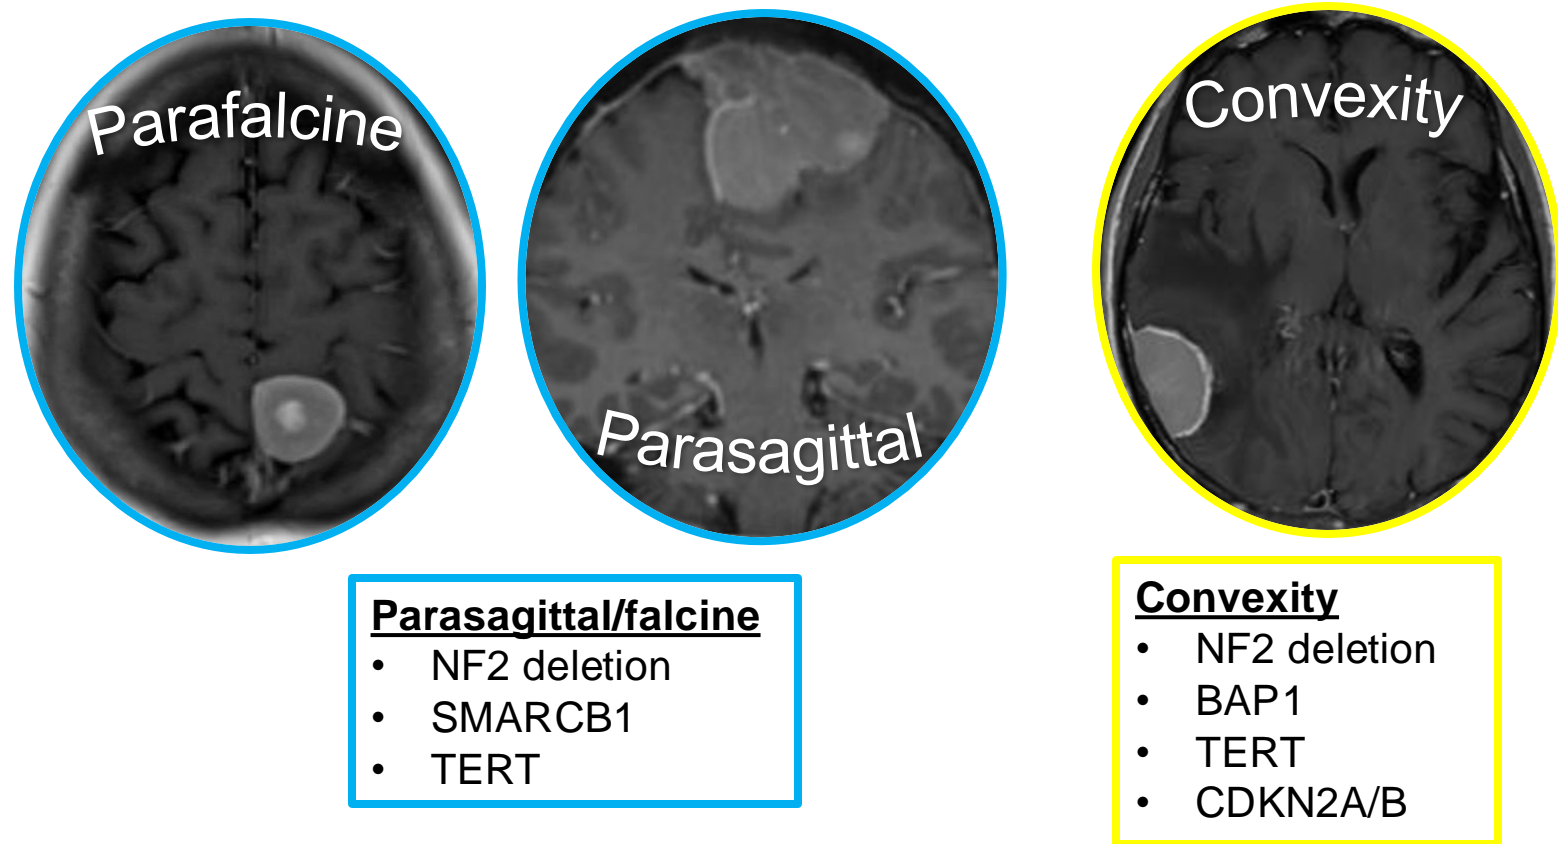 Parafalcine
Parasagittal
Convexity
Parasagittal/falcine
• NF2 deletion
• SMARCB1
• TERT
Convexity
• NF2 deletion
• BAP1
• TERT
• CDKN2A/B